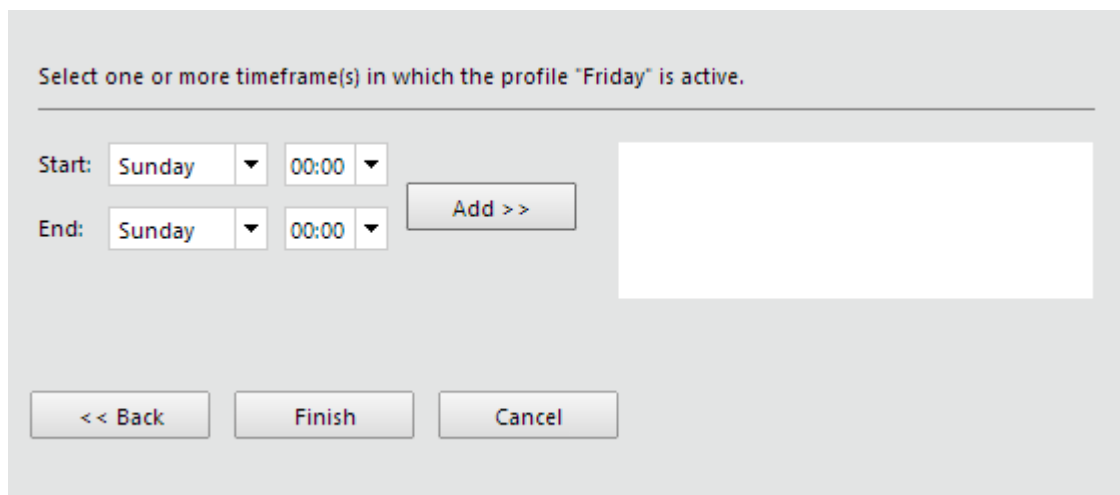 Select one or more timeframe(s) in which the profile "Friday" is active.
Start: Sunday 00:00
Add >>
End: Sunday 00:00
<< Back Finish Cancel